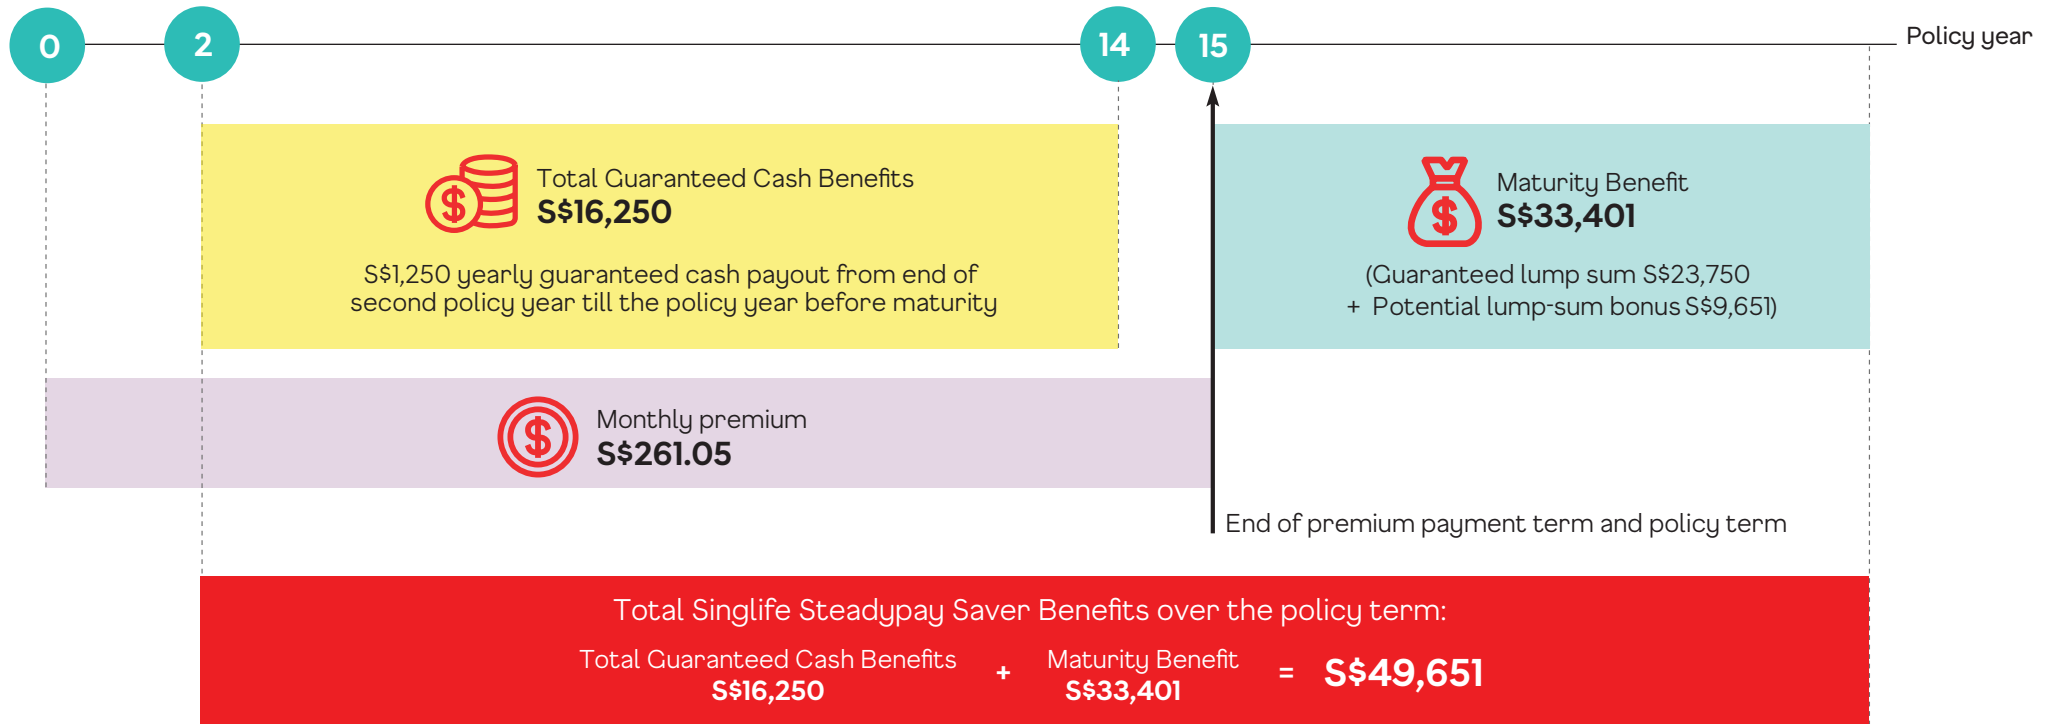 0
2
14
15
Policy year
Total Guaranteed Cash Benefits
S$16,250
S$1,250 yearly guaranteed cash payout from end of
second policy year till the policy year before maturity
Maturity Benefit
S$33,401
(Guaranteed lump sum S$23,750
+ Potential lump-sum bonus S$9,651)
Monthly premium
S$261.05
End of premium payment term and policy term
Total Singlife Steadypay Saver Benefits over the policy term:
Total Guaranteed Cash Benefits + Maturity Benefit = S$49,651
S$16,250 S$33,401